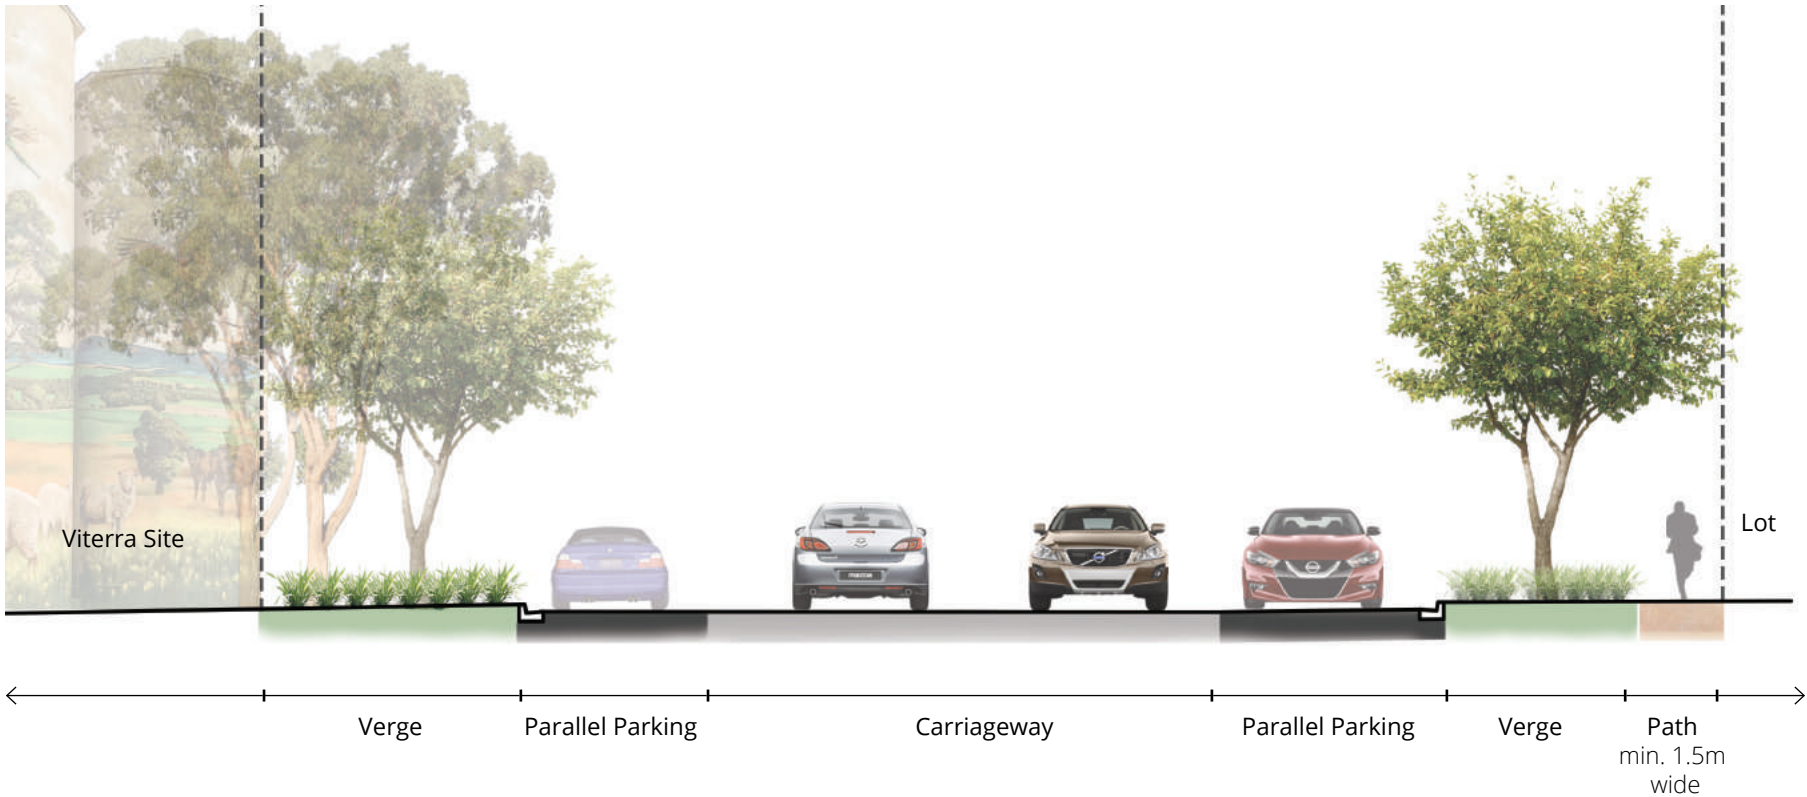 Viterra Site
Lot
Verge
Parallel Parking
Carriageway
Parallel Parking
Verge
Path
min. 1.5m
wide